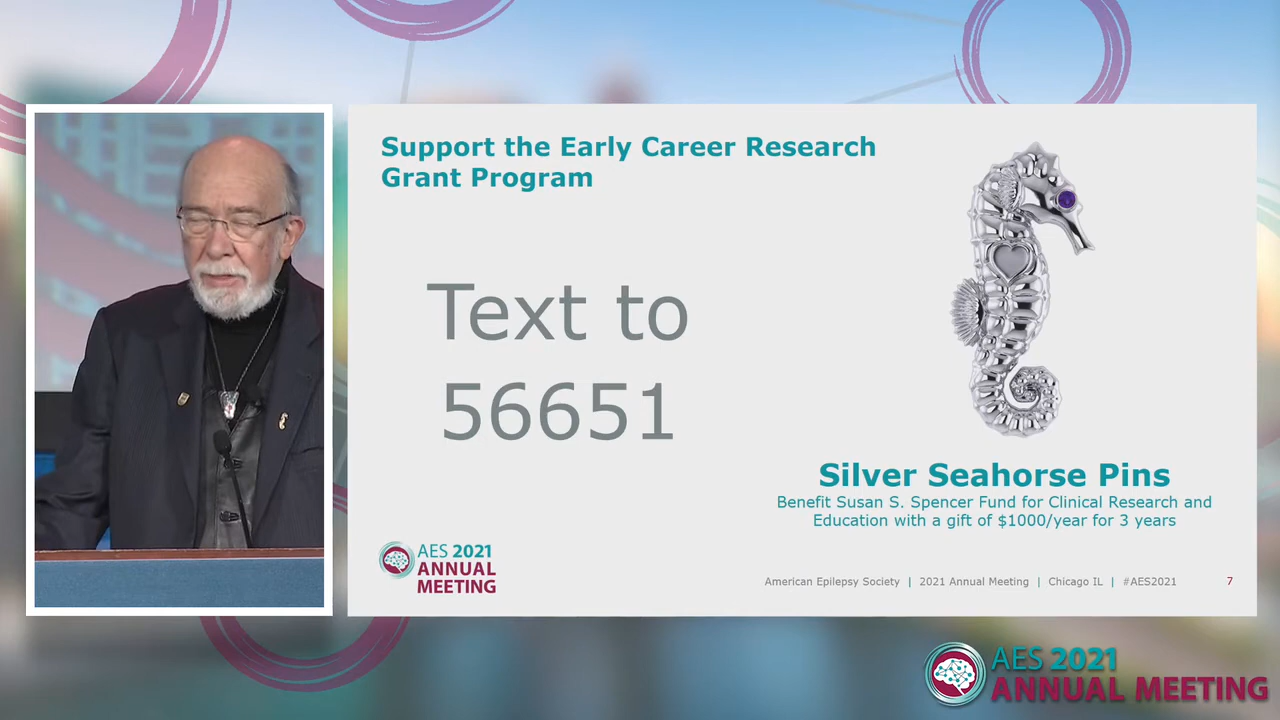 Support the Early Career Research
Grant Program
Text to
56651
Silver Seahorse Pins
Benefit Susan S. Spencer Fund for Clinical Research and
Education with a gift of $1000/year for 3 years
AES 2021
ANNUAL
MEETING
American Epilepsy Society | 2021 Annual Meeting | Chicago IL | #AES2021
7
AES 2021
ANNUAL MEETING